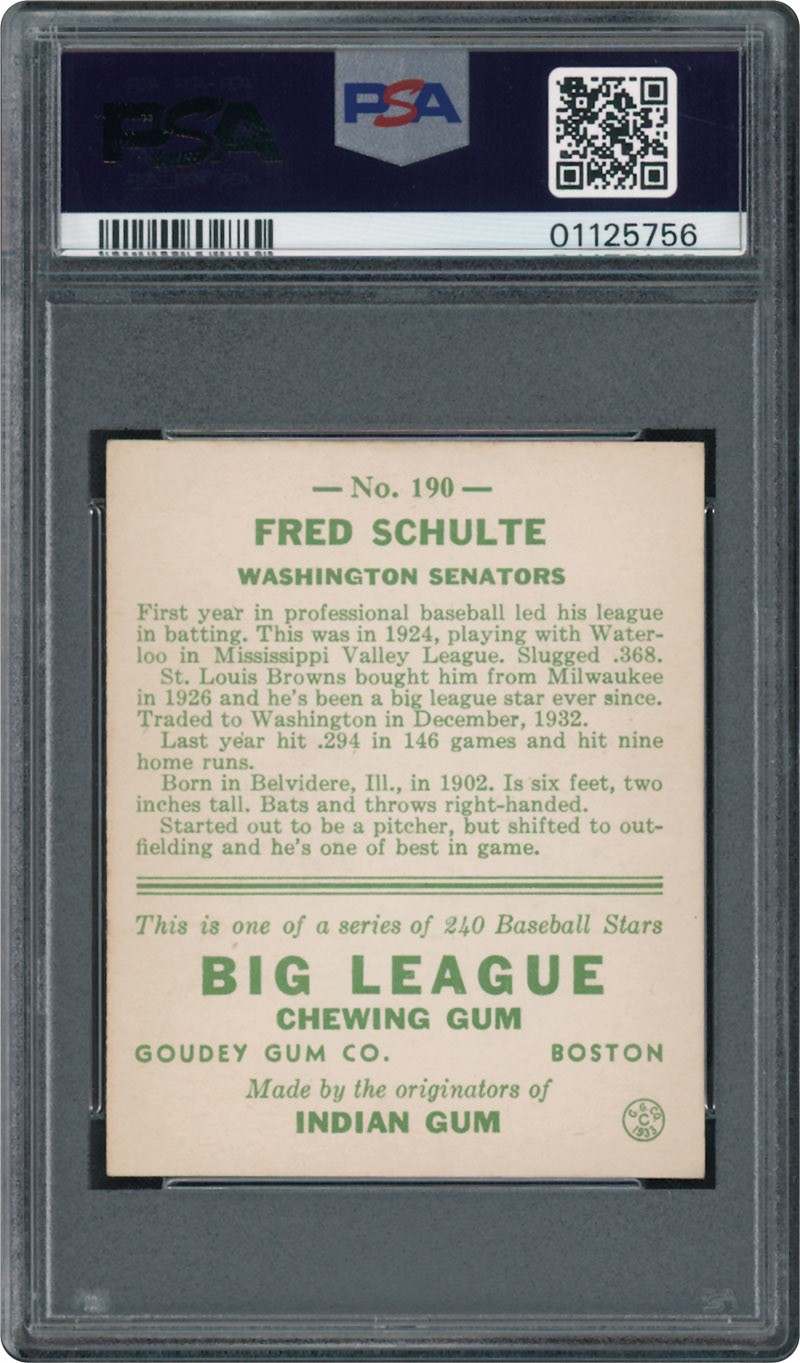 PSA
PSA
01125756
— No. 190 —
FRED SCHULTE
WASHINGTON SENATORS
First year in professional baseball led his league
in batting. This was in 1924, playing with Water-
loo in Mississippi Valley League. Slugged .368.
St. Louis Browns bought him from Milwaukee
in 1926 and he's been a big league star ever since.
Traded to Washington in December, 1932.
Last year hit .294 in 146 games and hit nine
home runs.
Born in Belvidere, Ill., in 1902. Is six feet, two
inches tall. Bats and throws right-handed.
Started out to be a pitcher, but shifted to out-
fielding and he's one of best in game.
This is one of a series of 240 Baseball Stars
BIG LEAGUE
CHEWING GUM
GOUDEY GUM CO. BOSTON
Made by the originators of
INDIAN GUM
G. G. CO.
C
1933
PSA